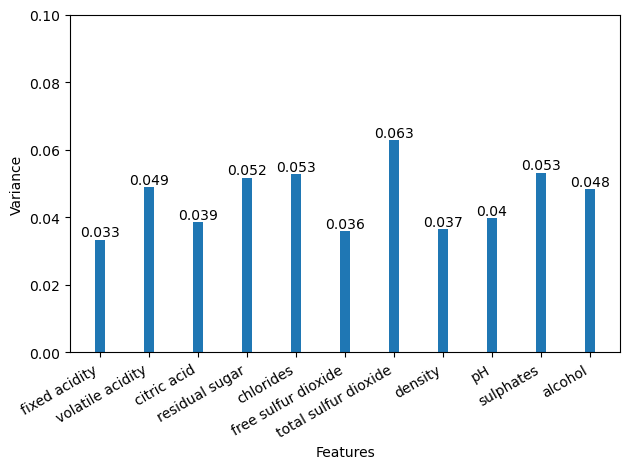 0.10
0.08
0.06
0.04
0.02
0.00
Variance
0.033
0.049
0.039
0.052
0.053
0.036
0.063
0.037
0.04
0.053
0.048
fixed acidity
volatile acidity
citric acid
residual sugar
chlorides
free sulfur dioxide
total sulfur dioxide
density
pH
sulphates
alcohol
Features